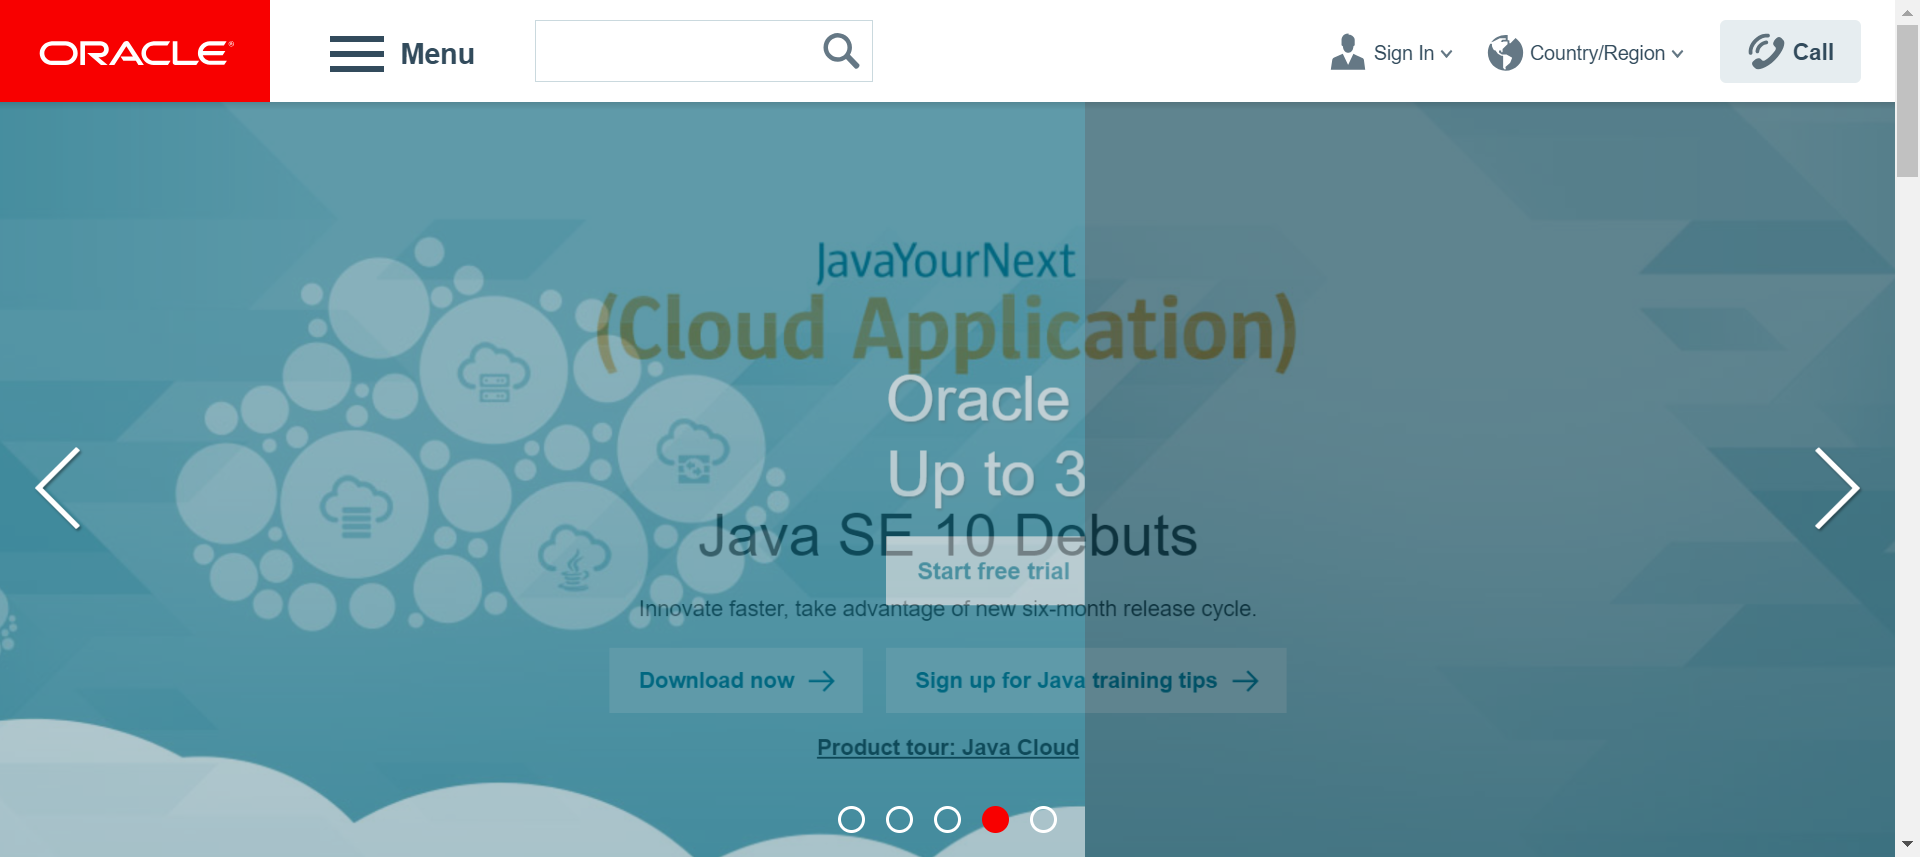 ORACLE®
Menu
Sign In
Country/Region
Call
JavaYourNext
(Cloud Application)
Oracle
Up to 3
Java SE 10 Debuts
Start free trial
Innovate faster, take advantage of new six-month release cycle.
Download now
Sign up for Java training tips
Product tour: Java Cloud